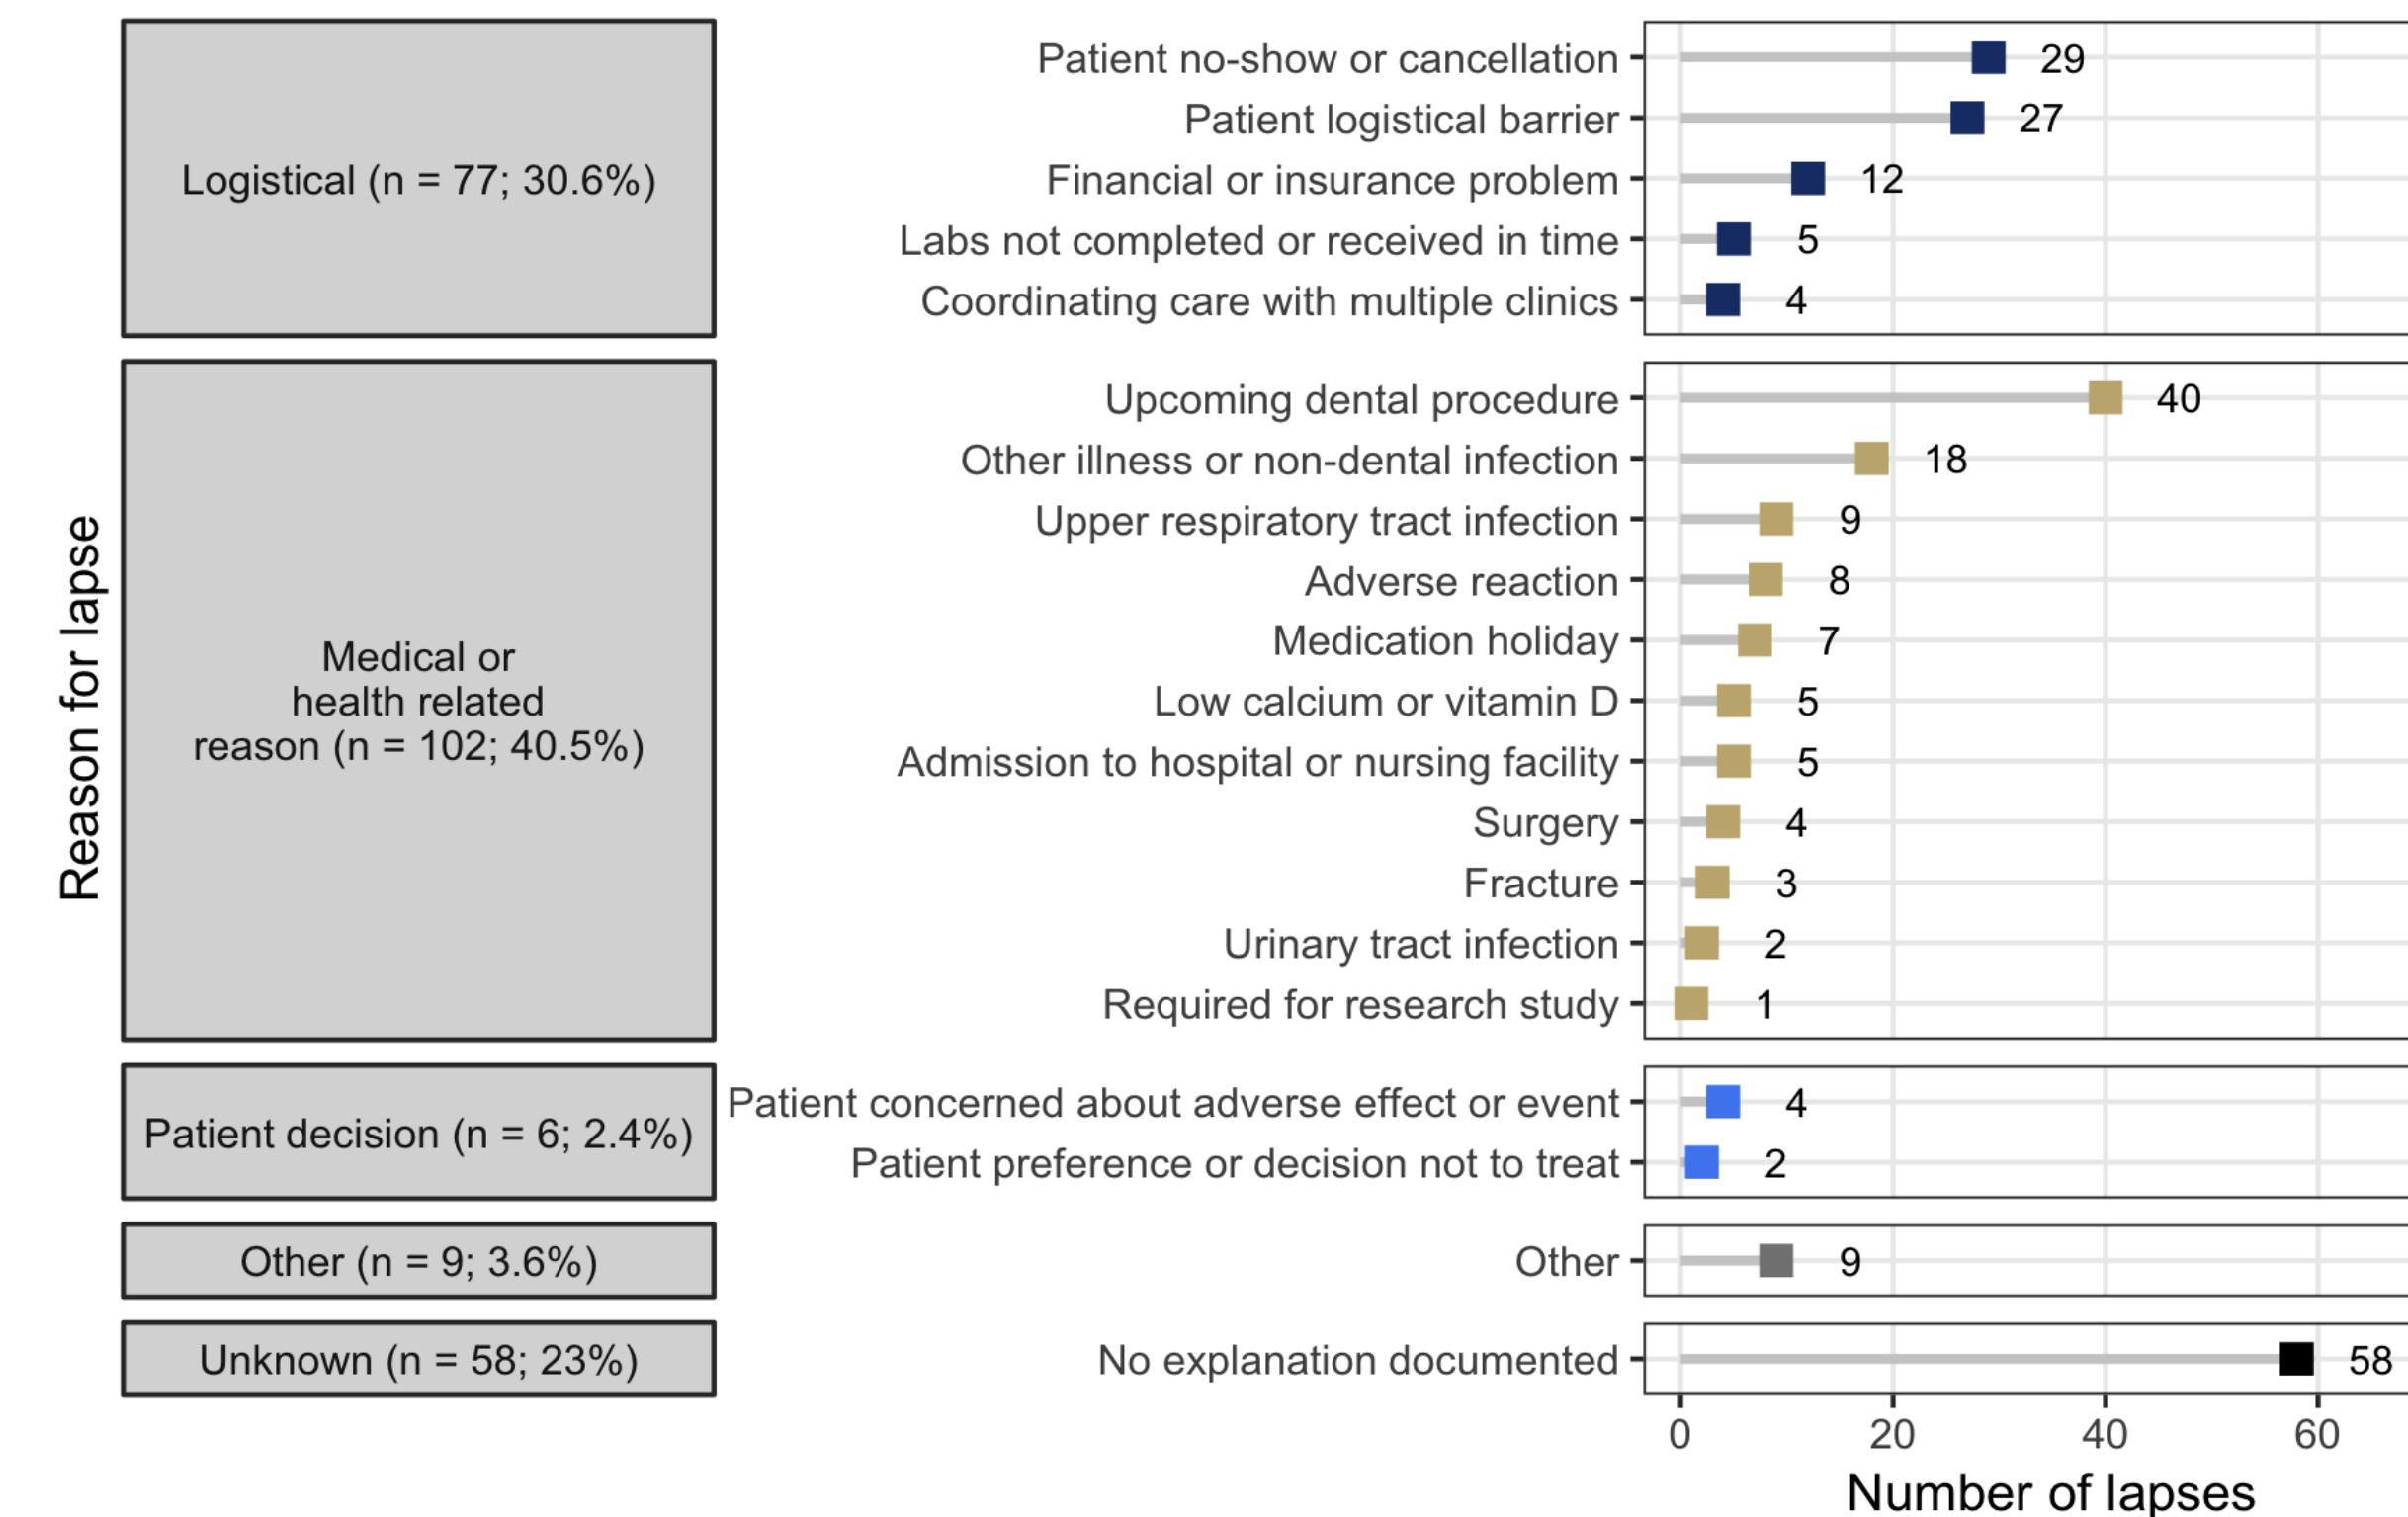 Reason for lapse
Logistical (n = 77; 30.6%)
Patient no-show or cancellation 29
Patient logistical barrier 27
Financial or insurance problem 12
Labs not completed or received in time 5
Coordinating care with multiple clinics 4
Medical or
health related
reason (n = 102; 40.5%)
Upcoming dental procedure 40
Other illness or non-dental infection 18
Upper respiratory tract infection 9
Adverse reaction 8
Medication holiday 7
Low calcium or vitamin D 5
Admission to hospital or nursing facility 5
Surgery 4
Fracture 3
Urinary tract infection 2
Required for research study 1
Patient decision (n = 6; 2.4%)
Patient concerned about adverse effect or event 4
Patient preference or decision not to treat 2
Other (n = 9; 3.6%)
Other 9
Unknown (n = 58; 23%)
No explanation documented 58
0 20 40 60
Number of lapses